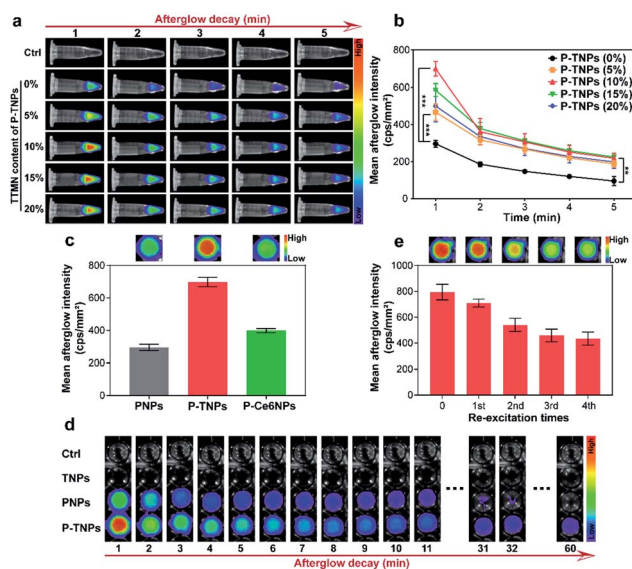 a
Afterglow decay (min)
1 2 3 4 5
Ctrl
0%
5%
10%
15%
20%
TTMN content of P-TNPs
High
Low
b
Mean afterglow intensity
(cps/mm²)
800
600
400
200
0
P-TNPs (0%)
P-TNPs (5%)
P-TNPs (10%)
P-TNPs (15%)
P-TNPs (20%)
***
***
**
1 2 3 4 5
Time (min)
c
High
Low
Mean afterglow intensity
(cps/mm²)
800
600
400
200
0
PNPs P-TNPs P-Ce6NPs
e
High
Low
Mean afterglow intensity
(cps/mm²)
1000
800
600
400
200
0
0 1st 2nd 3rd 4th
Re-excitation times
d
Ctrl
TNPs
PNPs
P-TNPs
High
Low
1 2 3 4 5 6 7 8 9 10 11 31 32 60
Afterglow decay (min)